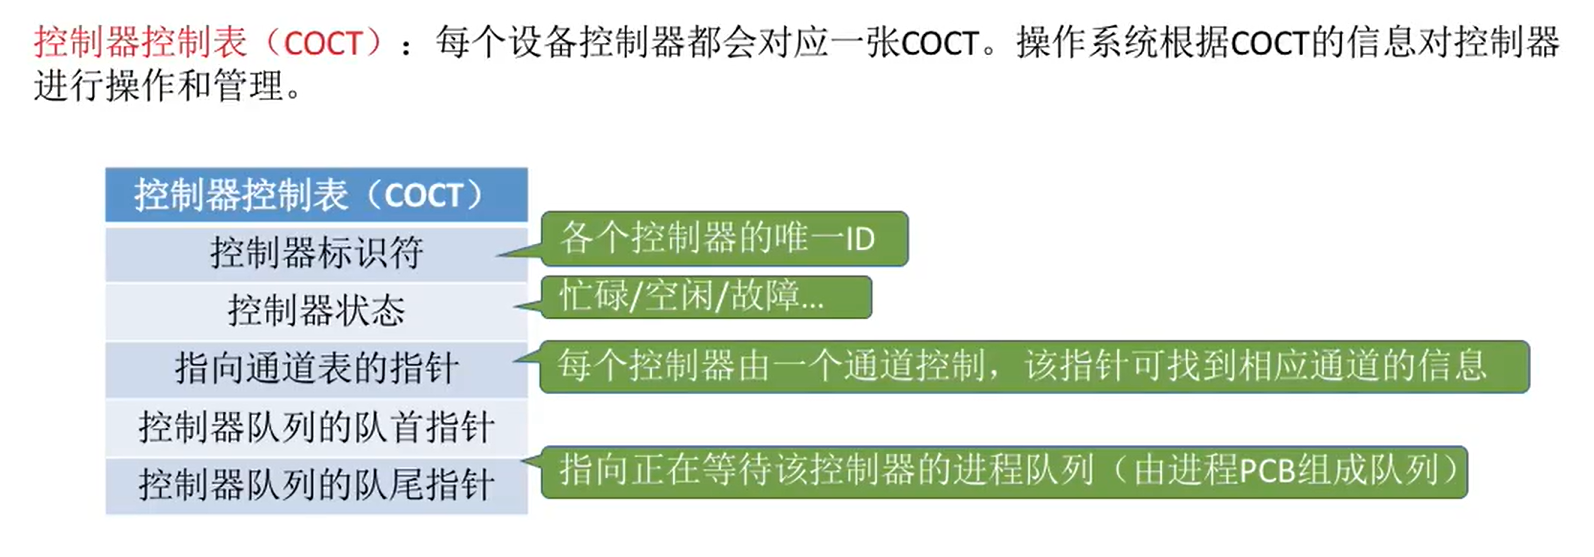 控制器控制表（COCT）：每个设备控制器都会对应一张COCT。操作系统根据COCT的信息对控制器
进行操作和管理。
控制器控制表（COCT）
控制器标识符
各个控制器的唯一ID
控制器状态
忙碌/空闲/故障...
指向通道表的指针
每个控制器由一个通道控制，该指针可找到相应通道的信息
控制器队列的队首指针
控制器队列的队尾指针
指向正在等待该控制器的进程队列（由进程PCB组成队列）